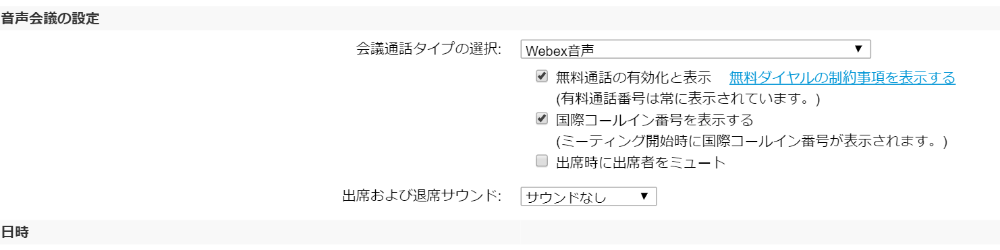 音声会議の設定
会議通話タイプの選択: Webex音声
無料通話の有効化と表示 無料ダイヤルの制約事項を表示する
(有料通話番号は常に表示されています。)
国際コールイン番号を表示する
(ミーティング開始時に国際コールイン番号が表示されます。)
出席時に出席者をミュート
出席および退席サウンド: サウンドなし
日時